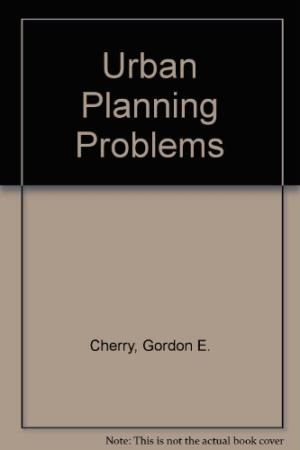 Urban
Planning
Problems
Cherry, Gordon E.
Note: This is not the actual book cover